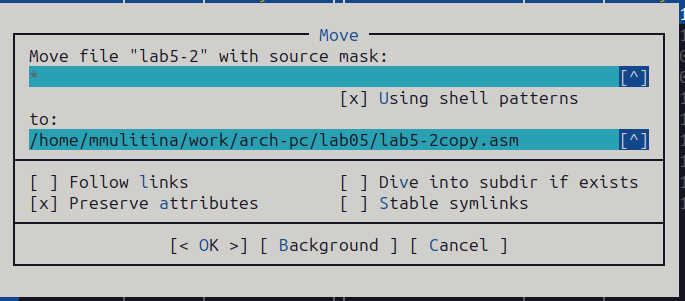 Move
Move file "lab5-2" with source mask:
* [^]
[x] Using shell patterns
to:
/home/mmulitina/work/arch-pc/lab05/lab5-2copy.asm [^]
[ ] Follow links [ ] Dive into subdir if exists
[x] Preserve attributes [ ] Stable symlinks
[< OK >] [ Background ] [ Cancel ]